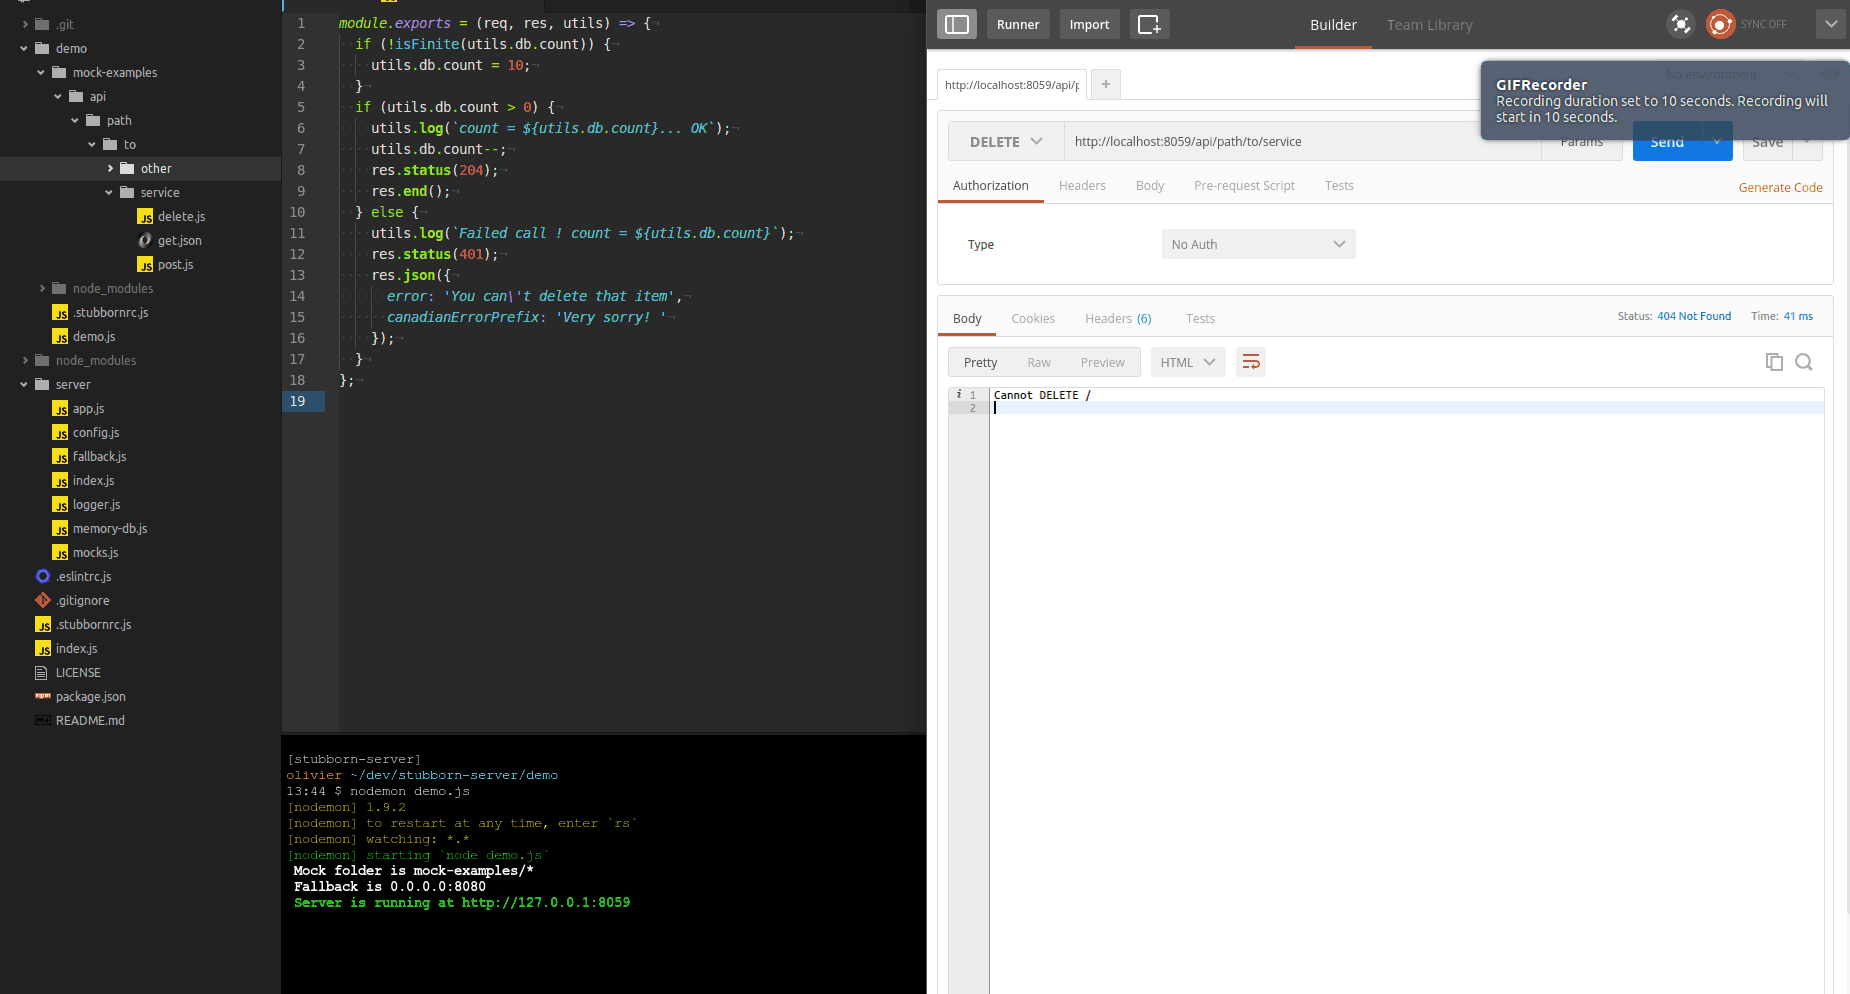 .git
demo
mock-examples
api
path
to
other
service
delete.js
get.json
post.js
node_modules
.stubbornrc.js
demo.js
node_modules
server
app.js
config.js
fallback.js
index.js
logger.js
memory-db.js
mocks.js
.eslintrc.js
.gitignore
.stubbornrc.js
index.js
LICENSE
package.json
README.md
1 module.exports = (req, res, utils) => {¬
2 ··if (!isFinite(utils.db.count)) {¬
3 ····utils.db.count = 10;¬
4 ··}¬
5 ··if (utils.db.count > 0) {¬
6 ····utils.log(`count = ${utils.db.count}... OK`);¬
7 ····utils.db.count--;¬
8 ····res.status(204);¬
9 ····res.end();¬
10 ··} else {¬
11 ····utils.log(`Failed call ! count = ${utils.db.count}`);¬
12 ····res.status(401);¬
13 ····res.json({¬
14 ······error: 'You can\'t delete that item',¬
15 ······canadianErrorPrefix: 'Very sorry! '¬
16 ····});¬
17 ··}¬
18 };¬
19
[stubborn-server]
olivier ~/dev/stubborn-server/demo
13:44 $ nodemon demo.js
[nodemon] 1.9.2
[nodemon] to restart at any time, enter `rs`
[nodemon] watching: *.*
[nodemon] starting `node demo.js`
Mock folder is mock-examples/*
Fallback is 0.0.0.0:8080
Server is running at http://127.0.0.1:8059
Runner Import Builder Team Library SYNC OFF
http://localhost:8059/api/p + No environment
GIFRecorder
Recording duration set to 10 seconds. Recording will
start in 10 seconds.
DELETE http://localhost:8059/api/path/to/service Params Send Save
Authorization Headers Body Pre-request Script Tests Generate Code
Type No Auth
Body Cookies Headers (6) Tests Status: 404 Not Found Time: 41 ms
Pretty Raw Preview HTML
i 1 Cannot DELETE /
2